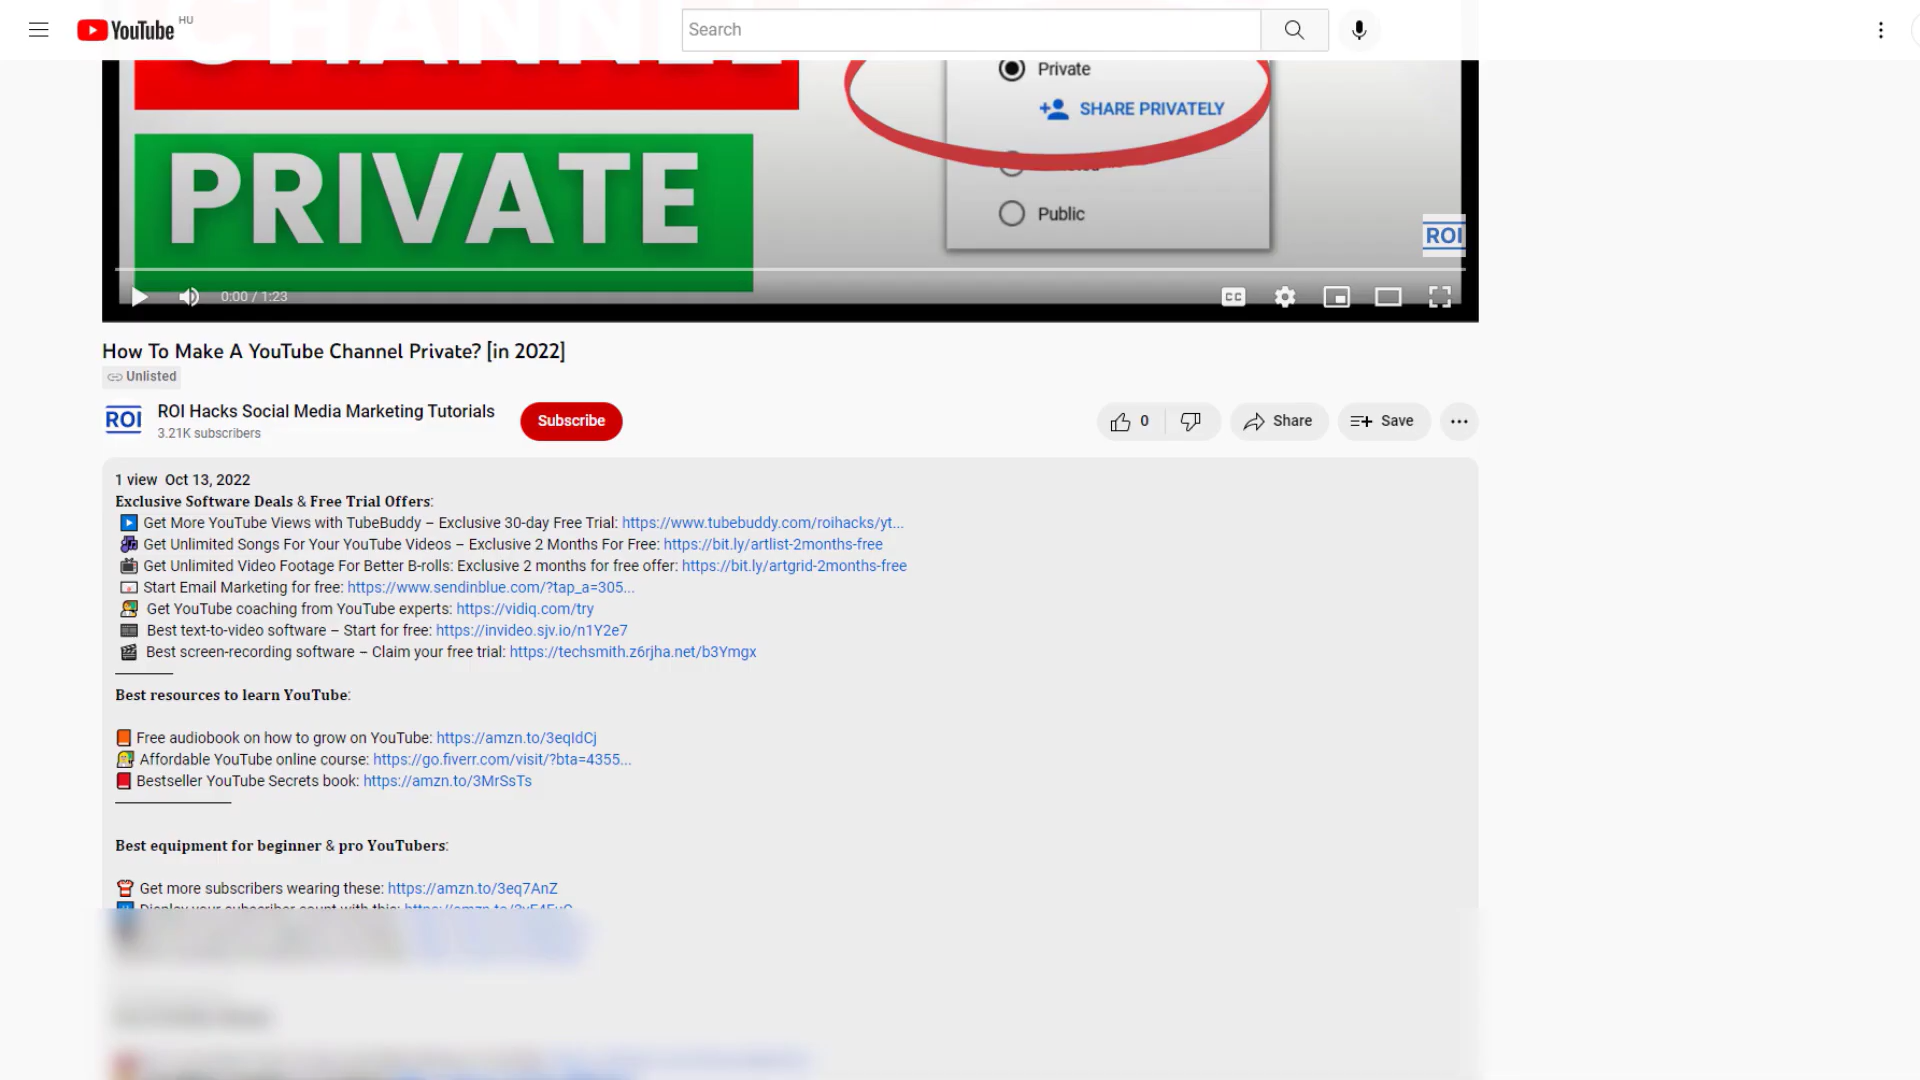 YouTube HU
Search
CHANNEL
Private
SHARE PRIVATELY
PRIVATE
Public
ROI
0:00 / 1:23
CC
How To Make A YouTube Channel Private? [in 2022]
Unlisted
ROI
ROI Hacks Social Media Marketing Tutorials
3.21K subscribers
Subscribe
0
Share
Save
1 view Oct 13, 2022
Exclusive Software Deals & Free Trial Offers:
Get More YouTube Views with TubeBuddy – Exclusive 30-day Free Trial: https://www.tubebuddy.com/roihacks/yt...
Get Unlimited Songs For Your YouTube Videos – Exclusive 2 Months For Free: https://bit.ly/artlist-2months-free
Get Unlimited Video Footage For Better B-rolls: Exclusive 2 months for free offer: https://bit.ly/artgrid-2months-free
Start Email Marketing for free: https://www.sendinblue.com/?tap_a=305...
Get YouTube coaching from YouTube experts: https://vidiq.com/try
Best text-to-video software – Start for free: https://invideo.sjv.io/n1Y2e7
Best screen-recording software – Claim your free trial: https://techsmith.z6rjha.net/b3Ymgx
Best resources to learn YouTube:
Free audiobook on how to grow on YouTube: https://amzn.to/3eqIdCj
Affordable YouTube online course: https://go.fiverr.com/visit/?bta=4355...
Bestseller YouTube Secrets book: https://amzn.to/3MrSsTs
Best equipment for beginner & pro YouTubers:
Get more subscribers wearing these: https://amzn.to/3eq7AnZ
Display your subscriber count with this: